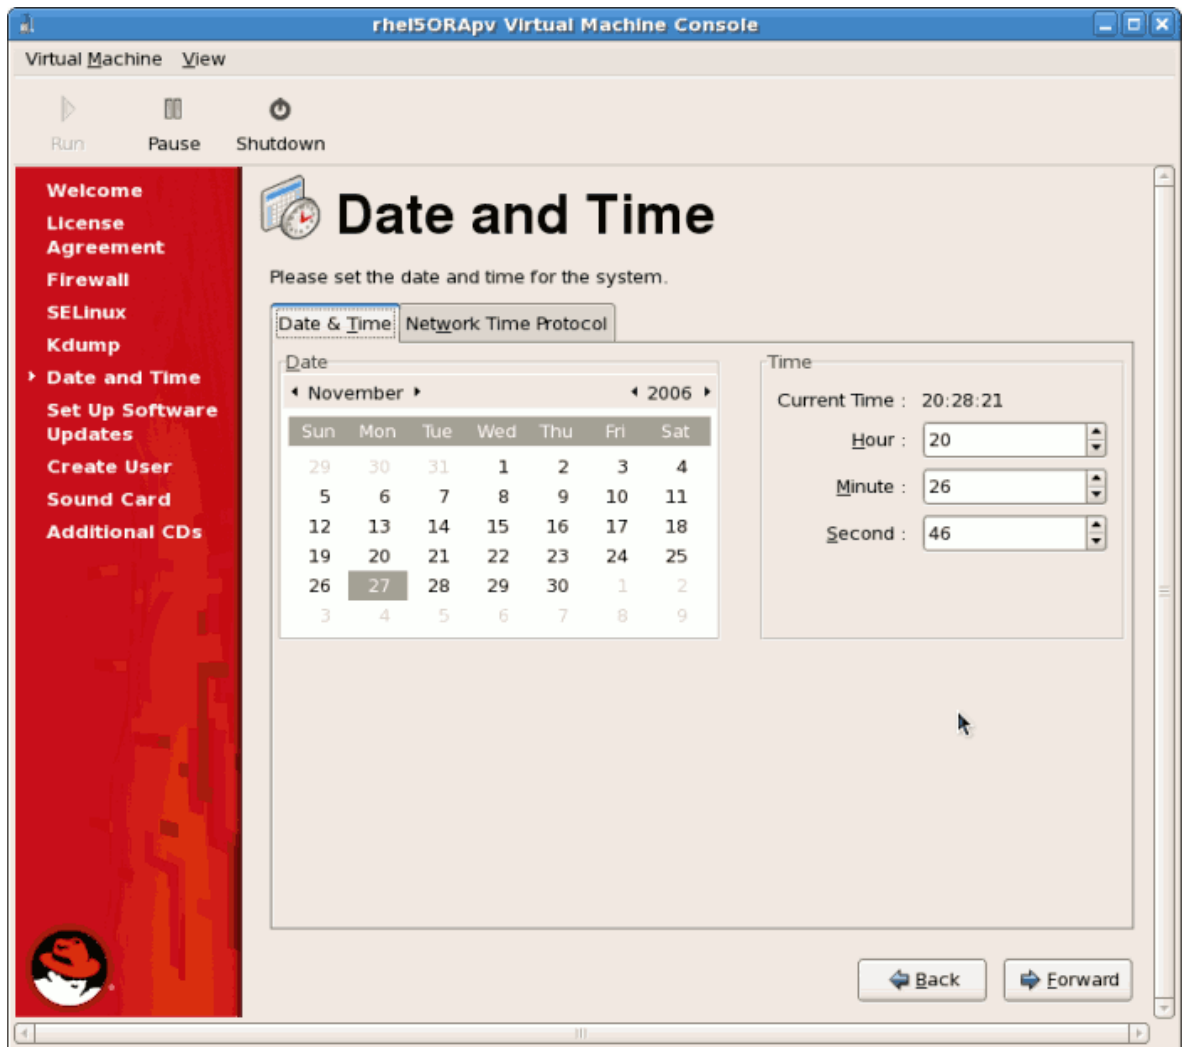 rhel5ORApv Virtual Machine Console
Virtual Machine View
Run Pause Shutdown
Welcome
License
Agreement
Firewall
SELinux
Kdump
Date and Time
Set Up Software
Updates
Create User
Sound Card
Additional CDs
Date and Time
Please set the date and time for the system.
Date & Time Network Time Protocol
Date
November 2006
Sun Mon Tue Wed Thu Fri Sat
29 30 31 1 2 3 4
5 6 7 8 9 10 11
12 13 14 15 16 17 18
19 20 21 22 23 24 25
26 27 28 29 30 1 2
3 4 5 6 7 8 9
Time
Current Time : 20:28:21
Hour : 20
Minute : 26
Second : 46
Back Forward